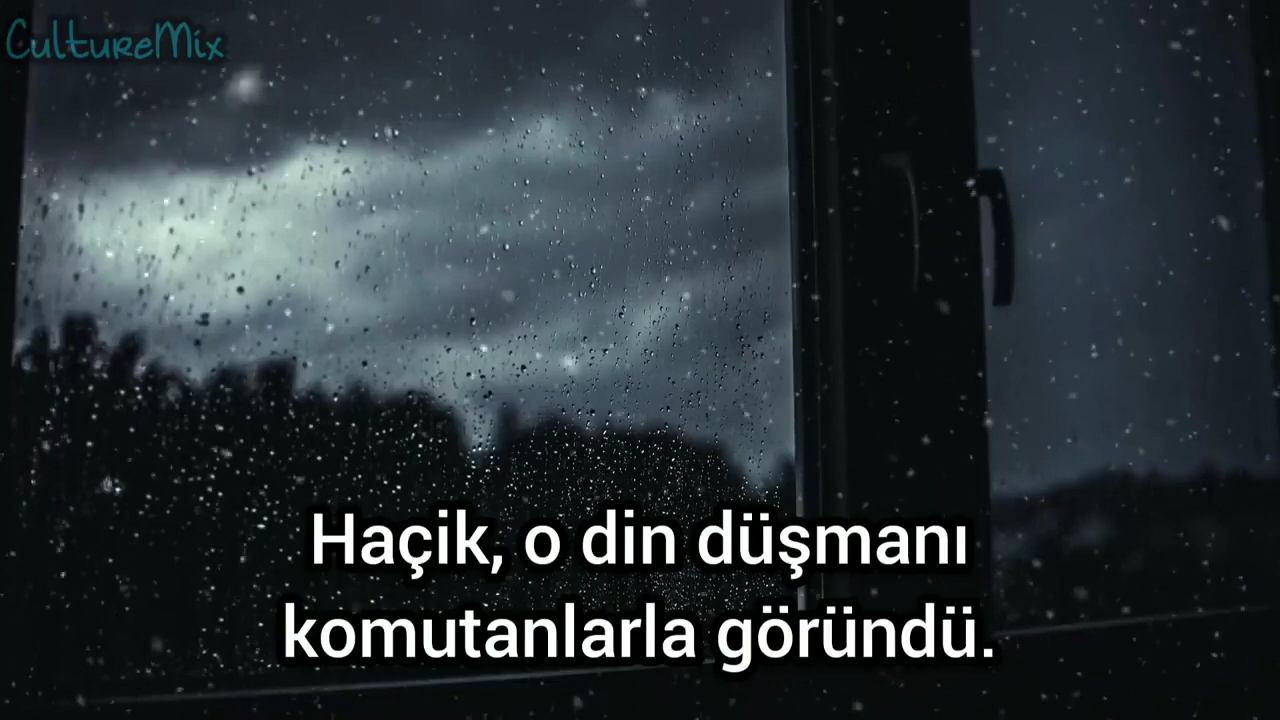 CultureMix
Haçik, o din düşmanı
komutanlarla göründü.